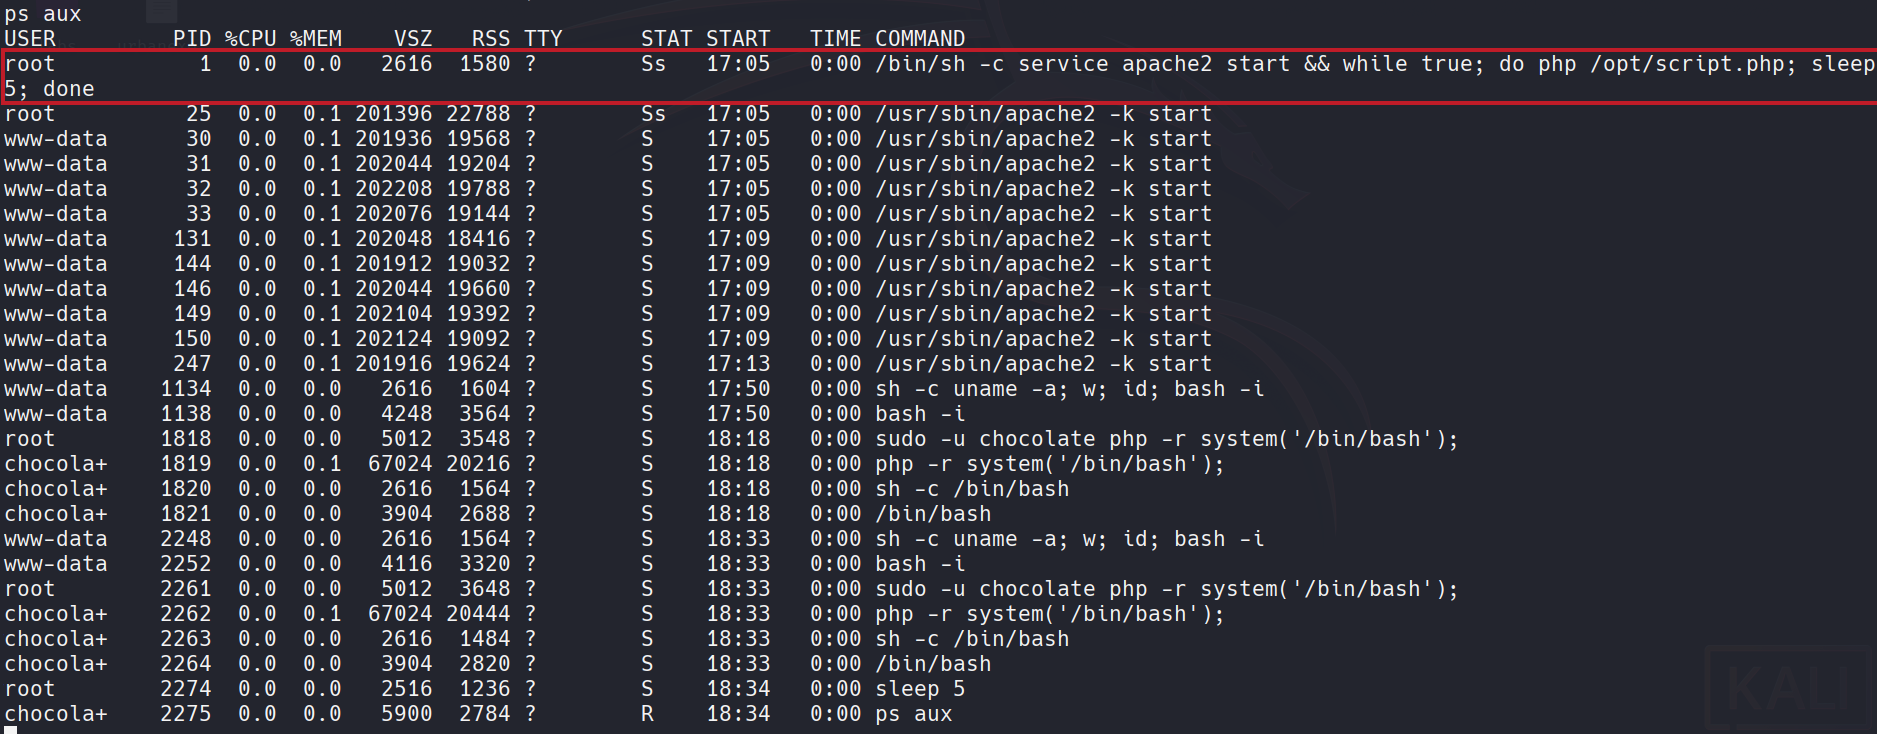 ps aux
USER         PID %CPU %MEM    VSZ   RSS TTY      STAT START   TIME COMMAND
root           1  0.0  0.0   2616  1580 ?        Ss   17:05   0:00 /bin/sh -c service apache2 start && while true; do php /opt/script.php; sleep
5; done
root          25  0.0  0.1 201396 22788 ?        Ss   17:05   0:00 /usr/sbin/apache2 -k start
www-data      30  0.0  0.1 201936 19568 ?        S    17:05   0:00 /usr/sbin/apache2 -k start
www-data      31  0.0  0.1 202044 19204 ?        S    17:05   0:00 /usr/sbin/apache2 -k start
www-data      32  0.0  0.1 202208 19788 ?        S    17:05   0:00 /usr/sbin/apache2 -k start
www-data      33  0.0  0.1 202076 19144 ?        S    17:05   0:00 /usr/sbin/apache2 -k start
www-data     131  0.0  0.1 202048 18416 ?        S    17:09   0:00 /usr/sbin/apache2 -k start
www-data     144  0.0  0.1 201912 19032 ?        S    17:09   0:00 /usr/sbin/apache2 -k start
www-data     146  0.0  0.1 202044 19660 ?        S    17:09   0:00 /usr/sbin/apache2 -k start
www-data     149  0.0  0.1 202104 19392 ?        S    17:09   0:00 /usr/sbin/apache2 -k start
www-data     150  0.0  0.1 202124 19092 ?        S    17:09   0:00 /usr/sbin/apache2 -k start
www-data     247  0.0  0.1 201916 19624 ?        S    17:13   0:00 /usr/sbin/apache2 -k start
www-data    1134  0.0  0.0   2616  1604 ?        S    17:50   0:00 sh -c uname -a; w; id; bash -i
www-data    1138  0.0  0.0   4248  3564 ?        S    17:50   0:00 bash -i
root        1818  0.0  0.0   5012  3548 ?        S    18:18   0:00 sudo -u chocolate php -r system('/bin/bash');
chocola+    1819  0.0  0.1  67024 20216 ?        S    18:18   0:00 php -r system('/bin/bash');
chocola+    1820  0.0  0.0   2616  1564 ?        S    18:18   0:00 sh -c /bin/bash
chocola+    1821  0.0  0.0   3904  2688 ?        S    18:18   0:00 /bin/bash
www-data    2248  0.0  0.0   2616  1564 ?        S    18:33   0:00 sh -c uname -a; w; id; bash -i
www-data    2252  0.0  0.0   4116  3320 ?        S    18:33   0:00 bash -i
root        2261  0.0  0.0   5012  3648 ?        S    18:33   0:00 sudo -u chocolate php -r system('/bin/bash');
chocola+    2262  0.0  0.1  67024 20444 ?        S    18:33   0:00 php -r system('/bin/bash');
chocola+    2263  0.0  0.0   2616  1484 ?        S    18:33   0:00 sh -c /bin/bash
chocola+    2264  0.0  0.0   3904  2820 ?        S    18:33   0:00 /bin/bash
root        2274  0.0  0.0   2516  1236 ?        S    18:34   0:00 sleep 5
chocola+    2275  0.0  0.0   5900  2784 ?        R    18:34   0:00 ps aux
KALI